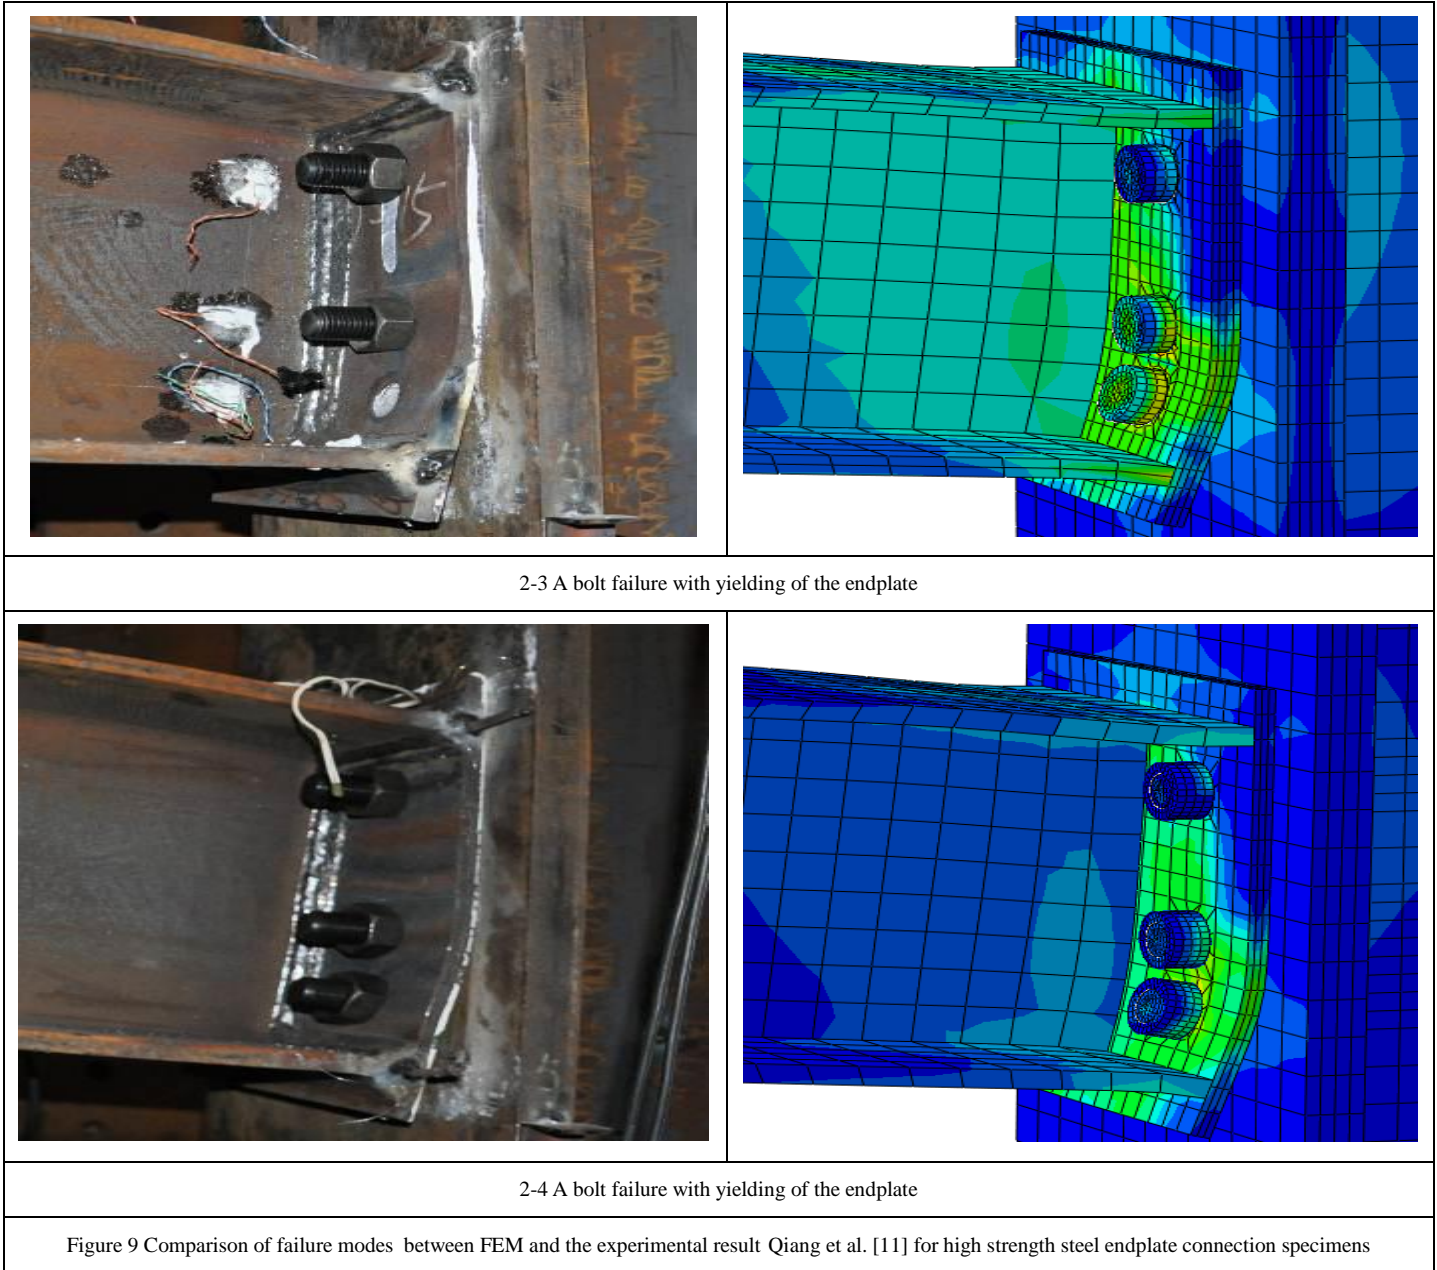 2-3 A bolt failure with yielding of the endplate
2-4 A bolt failure with yielding of the endplate
Figure 9 Comparison of failure modes between FEM and the experimental result Qiang et al. [11] for high strength steel endplate connection specimens